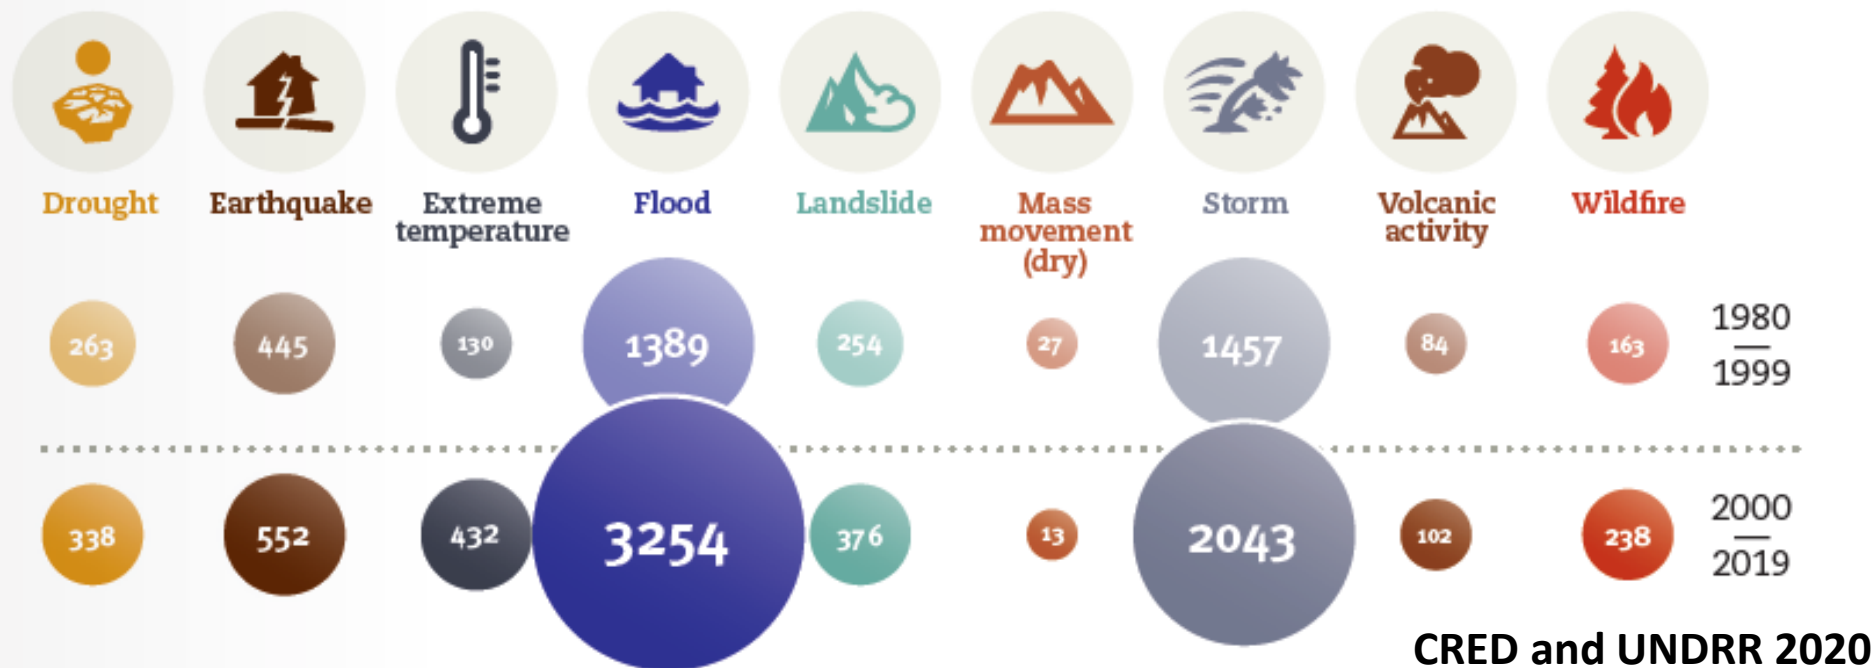 Drought
Earthquake
Extreme
temperature
Flood
Landslide
Mass
movement
(dry)
Storm
Volcanic
activity
Wildfire
263
445
130
1389
254
27
1457
84
163
1980
—
1999
338
552
432
3254
376
13
2043
102
238
2000
—
2019
CRED and UNDRR 2020